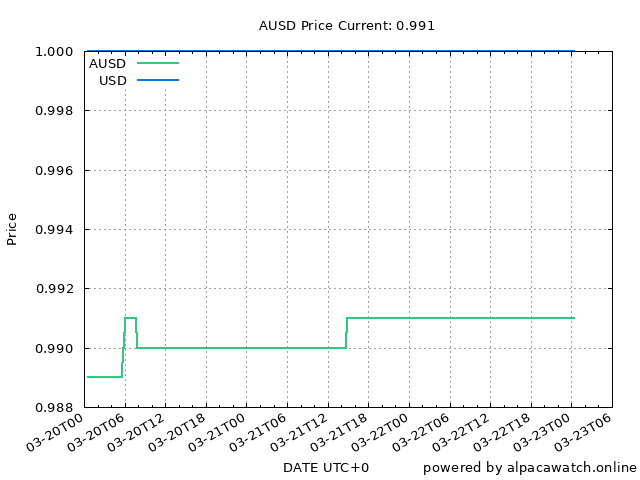 AUSD Price Current: 0.991
1.000
AUSD
USD
0.998
0.996
0.994
Price
0.992
0.990
0.988
03-20T00
03-20T06
03-20T12
03-20T18
03-21T00
03-21T06
03-21T12
03-21T18
03-22T00
03-22T06
03-22T12
03-22T18
03-23T00
03-23T06
DATE UTC+0
powered by alpacawatch.online